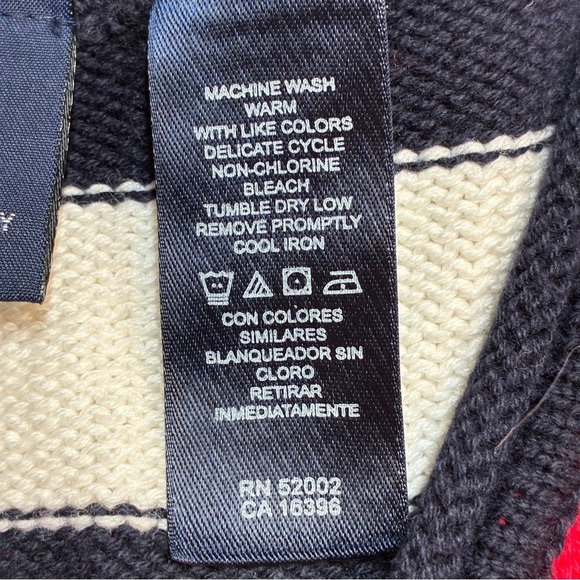 MACHINE WASH
WARM
WITH LIKE COLORS
DELICATE CYCLE
NON-CHLORINE
BLEACH
TUMBLE DRY LOW
REMOVE PROMPTLY
COOL IRON
CON COLORES
SIMILARES
BLANQUEADOR SIN
CLORO
RETIRAR
INMEDIATAMENTE
RN 52002
CA 16396
Y